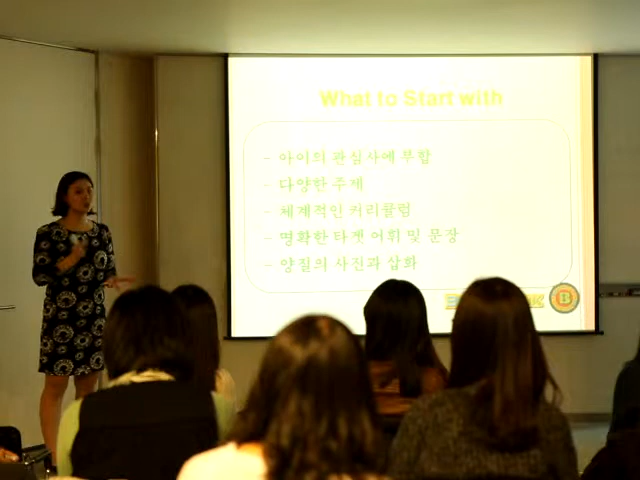 What to Start with
- 아이의 관심사에 부합
- 다양한 주제
- 체계적인 커리큘럼
- 명확한 타겟 어휘 및 문장
- 양질의 사진과 삽화
B